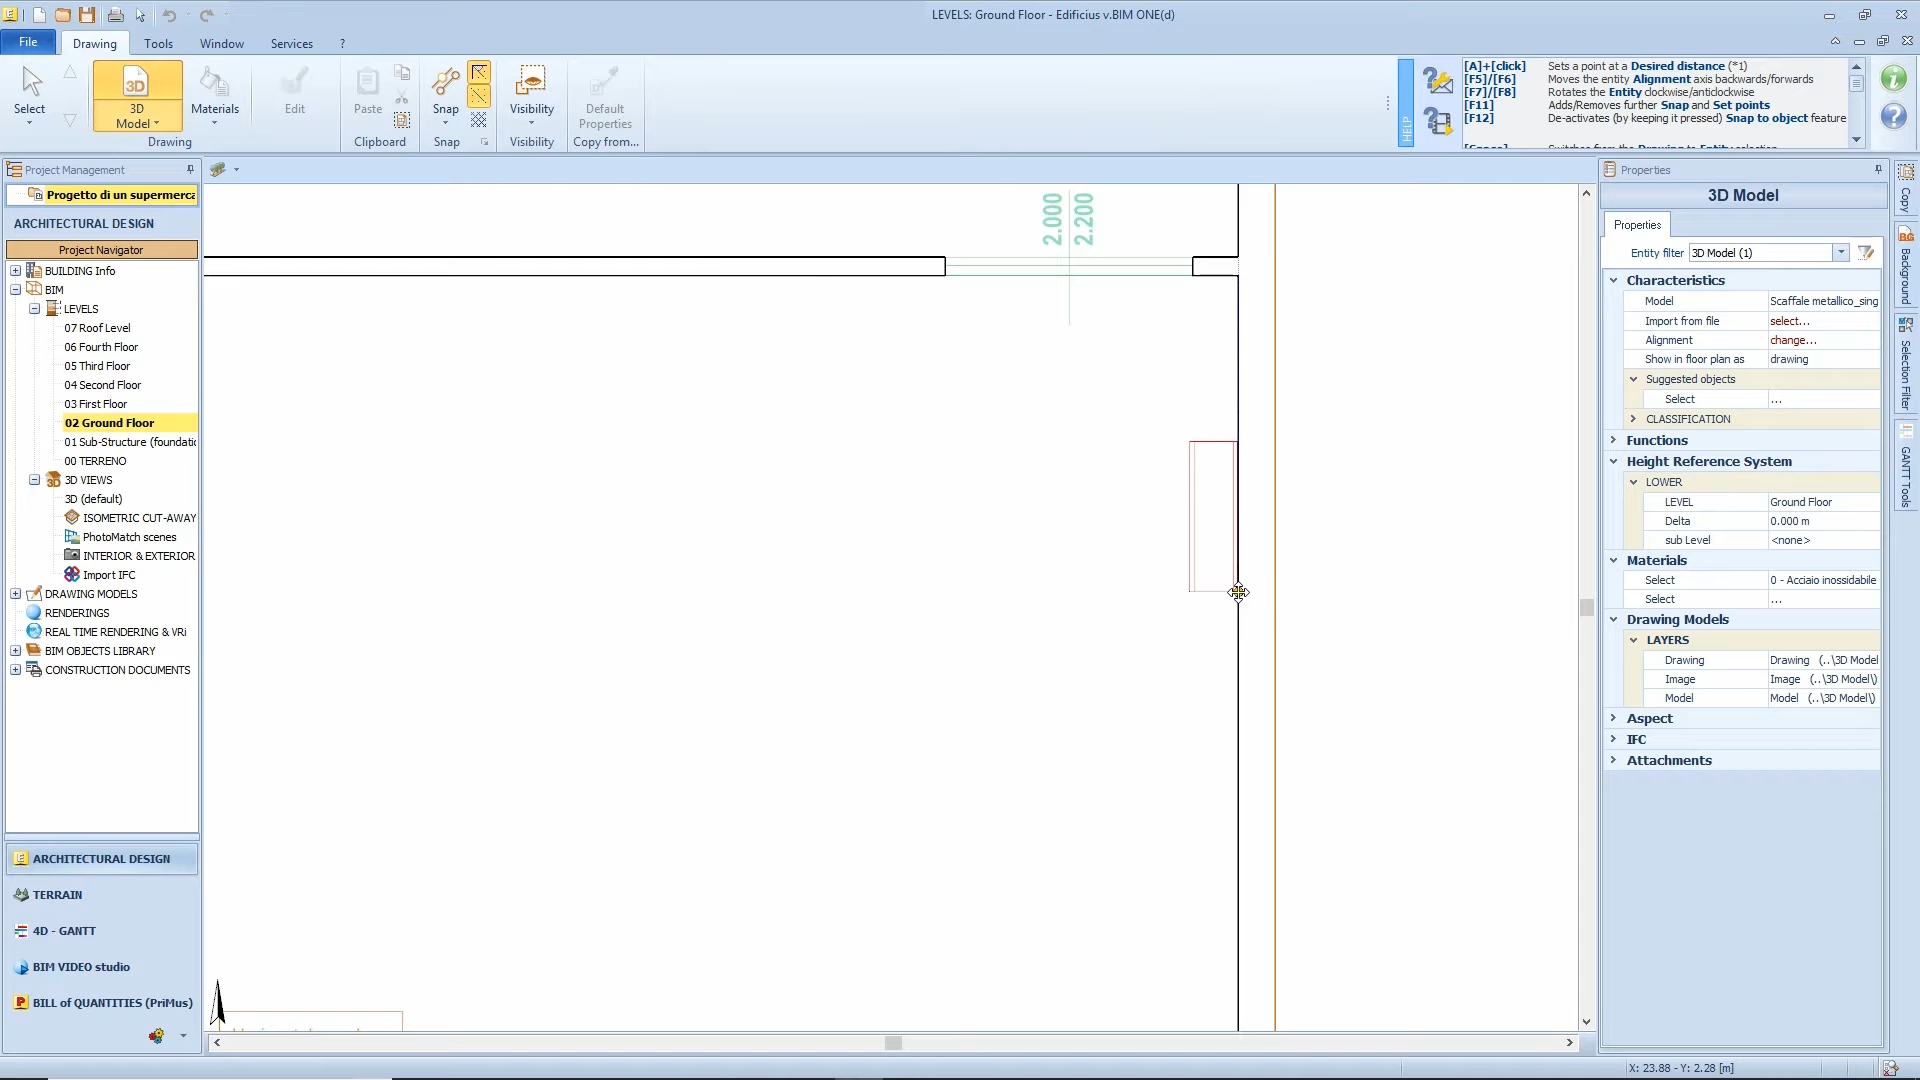 LEVELS: Ground Floor - Edificius v.BIM ONE(d)
File
Drawing
Tools
Window
Services
?
Select
3D
Model
Materials
Edit
Paste
Snap
Visibility
Default
Properties
Drawing
Clipboard
Snap
Visibility
Copy from...
HELP
[A]+[click] Sets a point at a Desired distance (*1)
[F5]/[F6] Moves the entity Alignment axis backwards/forwards
[F7]/[F8] Rotates the Entity clockwise/anticlockwise
[F11] Adds/Removes further Snap and Set points
[F12] De-activates (by keeping it pressed) Snap to object feature
Project Management
Progetto di un supermerca
ARCHITECTURAL DESIGN
Project Navigator
BUILDING Info
BIM
LEVELS
07 Roof Level
06 Fourth Floor
05 Third Floor
04 Second Floor
03 First Floor
02 Ground Floor
01 Sub-Structure (foundatic
00 TERRENO
3D VIEWS
3D (default)
ISOMETRIC CUT-AWAY
PhotoMatch scenes
INTERIOR & EXTERIOR
Import IFC
DRAWING MODELS
RENDERINGS
REAL TIME RENDERING & VRi
BIM OBJECTS LIBRARY
CONSTRUCTION DOCUMENTS
ARCHITECTURAL DESIGN
TERRAIN
4D - GANTT
BIM VIDEO studio
BILL of QUANTITIES (PriMus)
2.000
2.200
Properties
3D Model
Properties
Entity filter 3D Model (1)
Characteristics
Model Scaffale metallico_sing
Import from file select...
Alignment change...
Show in floor plan as drawing
Suggested objects
Select ...
CLASSIFICATION
Functions
Height Reference System
LOWER
LEVEL Ground Floor
Delta 0.000 m
sub Level <none>
Materials
Select 0 - Acciaio inossidabile
Select ...
Drawing Models
LAYERS
Drawing Drawing (..\3D Model
Image Image (..\3D Model\)
Model Model (..\3D Model\)
Aspect
IFC
Attachments
Copy
Background
Selection Filter
GANTT Tools
X: 23.88 - Y: 2.28 [m]